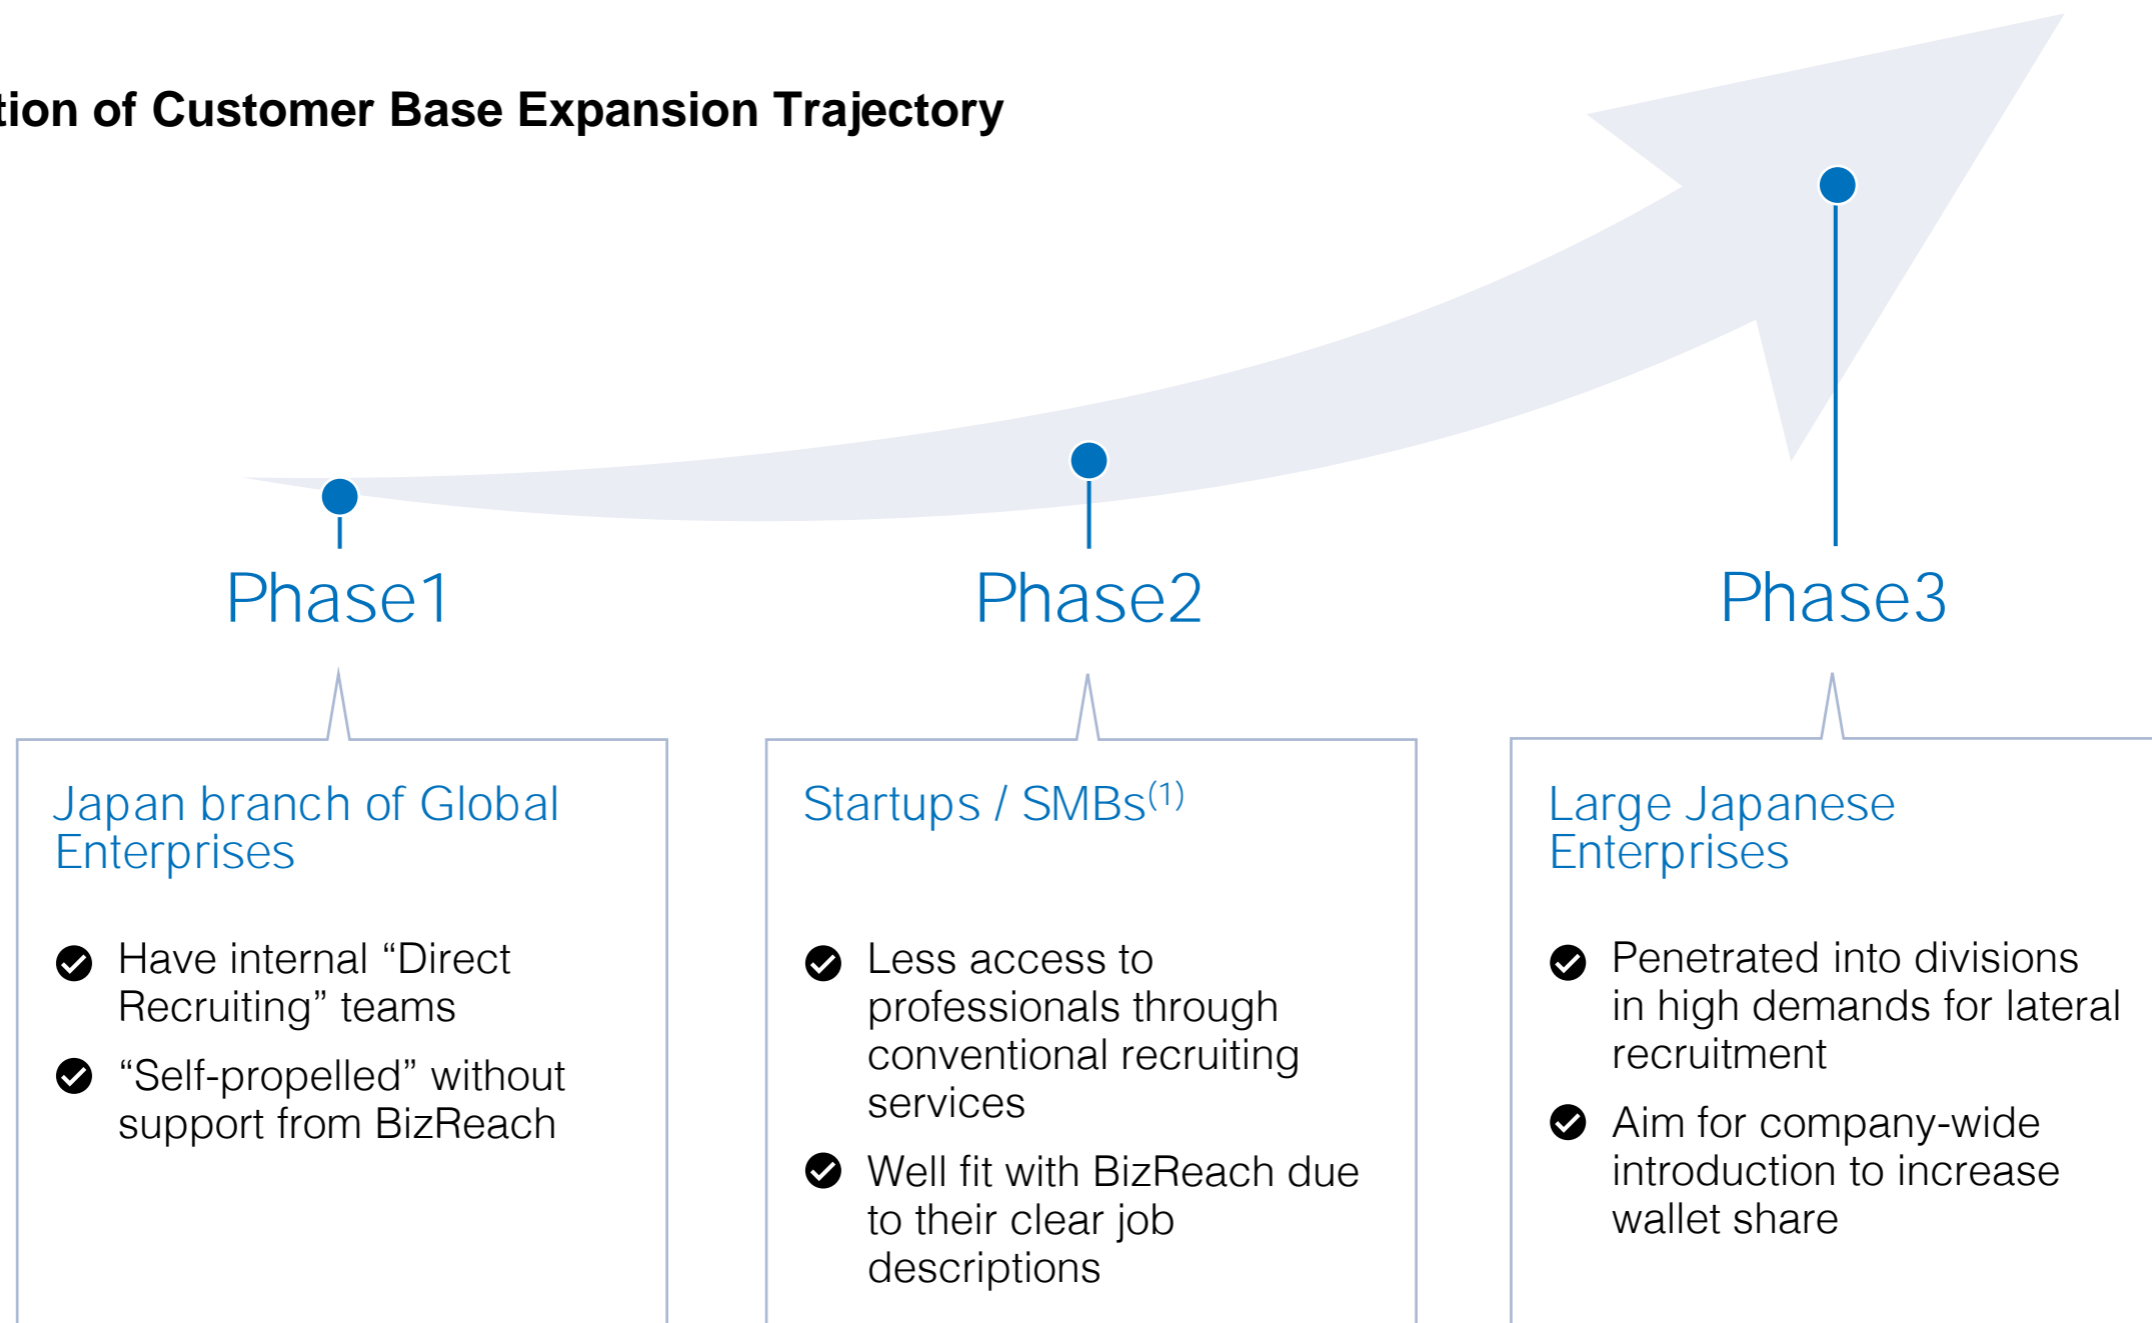 tion of Customer Base Expansion Trajectory
Phase1
Phase2
Phase3
Japan branch of Global
Enterprises
Have internal “Direct
Recruiting” teams
“Self-propelled” without
support from BizReach
Startups / SMBs(1)
Less access to
professionals through
conventional recruiting
services
Well fit with BizReach due
to their clear job
descriptions
Large Japanese
Enterprises
Penetrated into divisions
in high demands for lateral
recruitment
Aim for company-wide
introduction to increase
wallet share